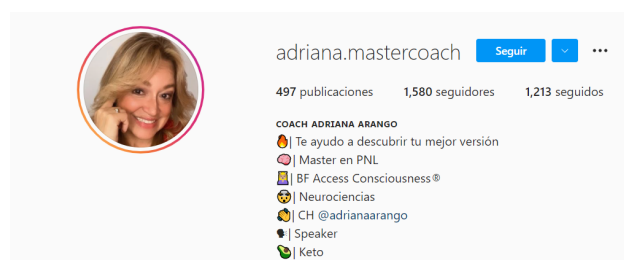 adriana.mastercoach Seguir
497 publicaciones 1,580 seguidores 1,213 seguidos
COACH ADRIANA ARANGO
🔥| Te ayudo a descubrir tu mejor versión
🧠| Master en PNL
💆🏼‍♀️| BF Access Consciousness®
🤯| Neurociencias
👏| CH @adrianaarango
🗣| Speaker
🥑| Keto